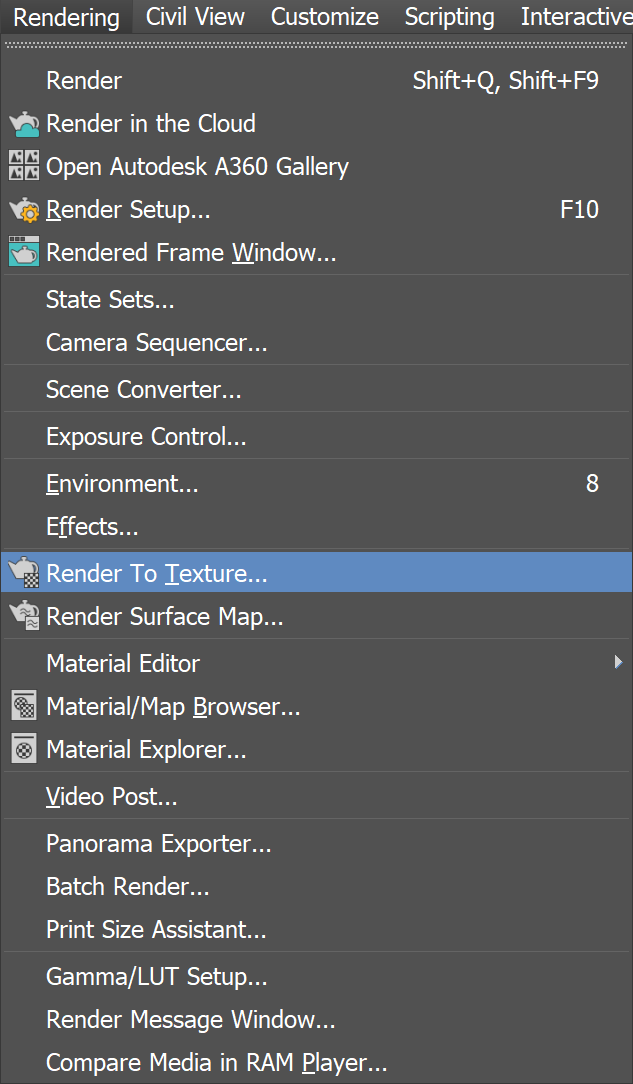 Rendering Civil View Customize Scripting Interactive
Render Shift+Q, Shift+F9
Render in the Cloud
Open Autodesk A360 Gallery
Render Setup... F10
Rendered Frame Window...
State Sets...
Camera Sequencer...
Scene Converter...
Exposure Control...
Environment... 8
Effects...
Render To Texture...
Render Surface Map...
Material Editor
Material/Map Browser...
Material Explorer...
Video Post...
Panorama Exporter...
Batch Render...
Print Size Assistant...
Gamma/LUT Setup...
Render Message Window...
Compare Media in RAM Player...